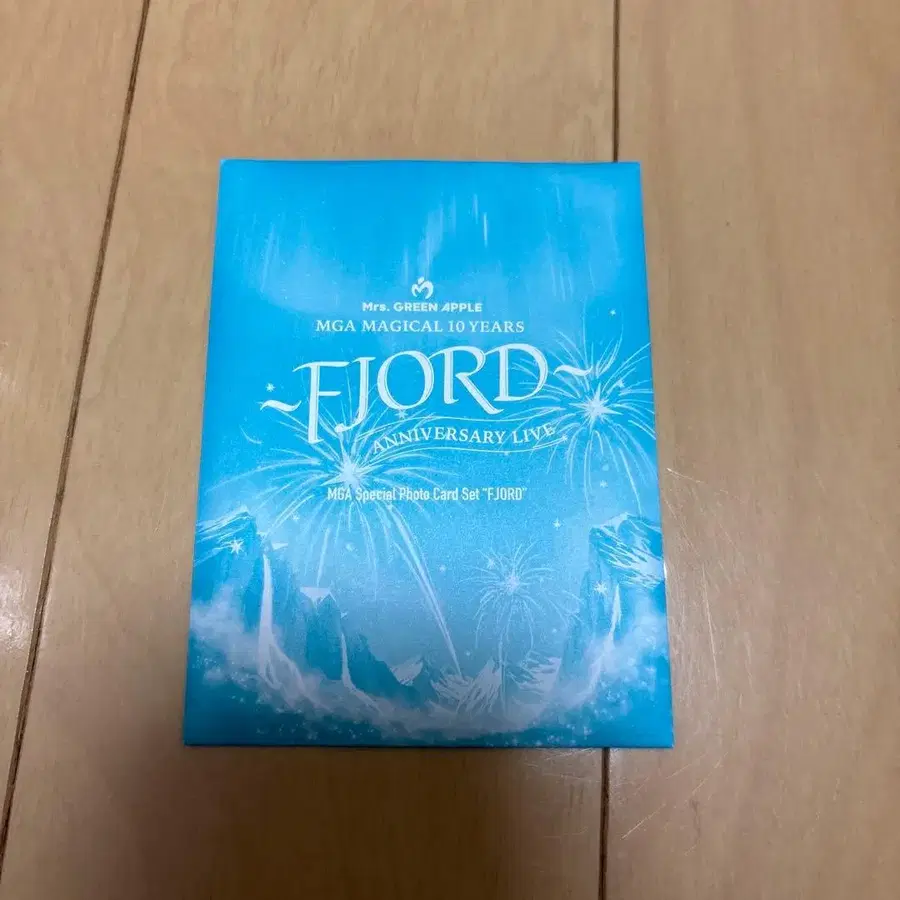 Mrs. GREEN APPLE
MGA MAGICAL 10 YEARS
~FJORD~
ANNIVERSARY LIVE
MGA Special Photo Card Set "FJORD"